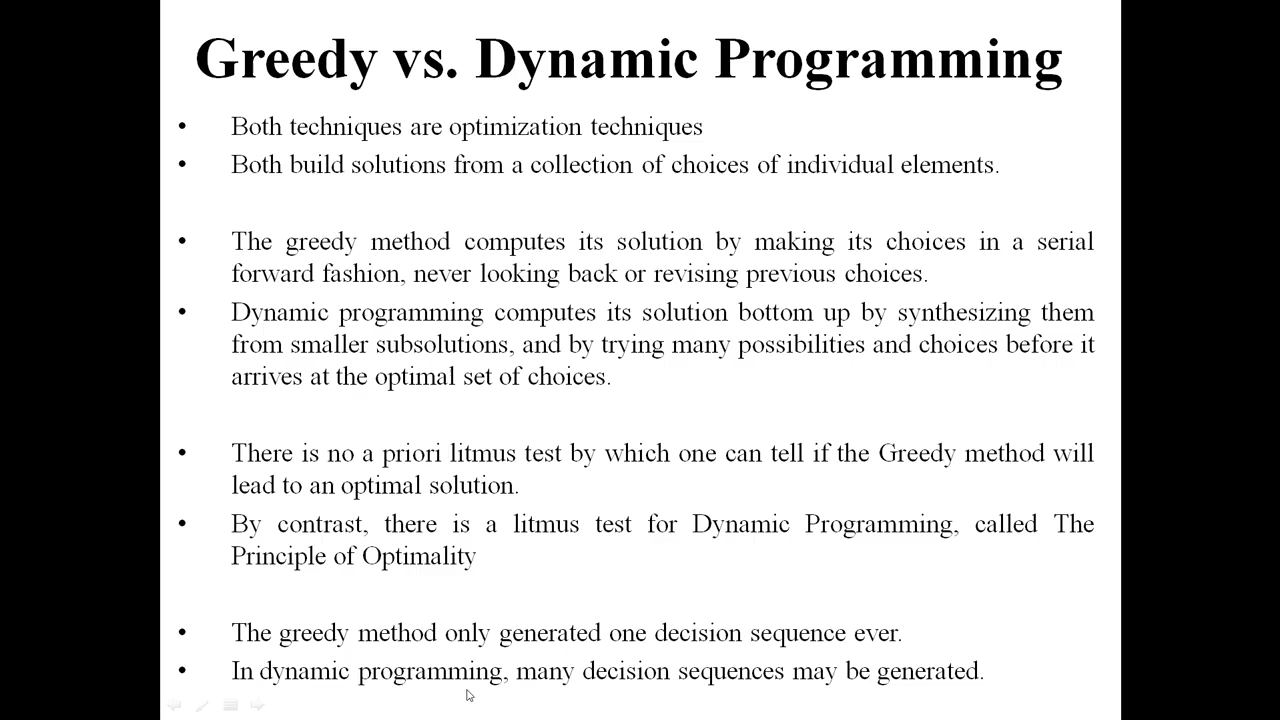 Greedy vs. Dynamic Programming
• Both techniques are optimization techniques
• Both build solutions from a collection of choices of individual elements.
• The greedy method computes its solution by making its choices in a serial
forward fashion, never looking back or revising previous choices.
• Dynamic programming computes its solution bottom up by synthesizing them
from smaller subsolutions, and by trying many possibilities and choices before it
arrives at the optimal set of choices.
• There is no a priori litmus test by which one can tell if the Greedy method will
lead to an optimal solution.
• By contrast, there is a litmus test for Dynamic Programming, called The
Principle of Optimality
• The greedy method only generated one decision sequence ever.
• In dynamic programming, many decision sequences may be generated.